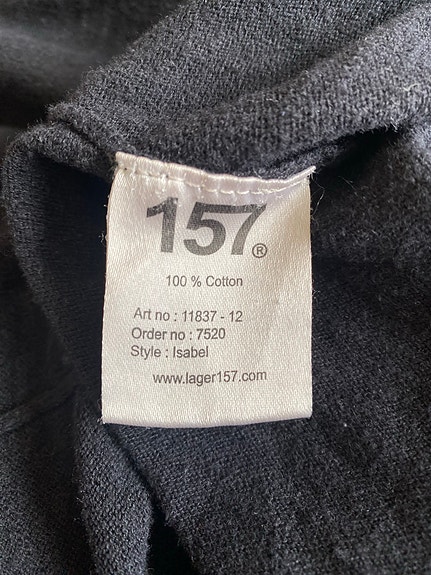 157®
100 % Cotton
Art no : 11837 - 12
Order no : 7520
Style : Isabel
www.lager157.com